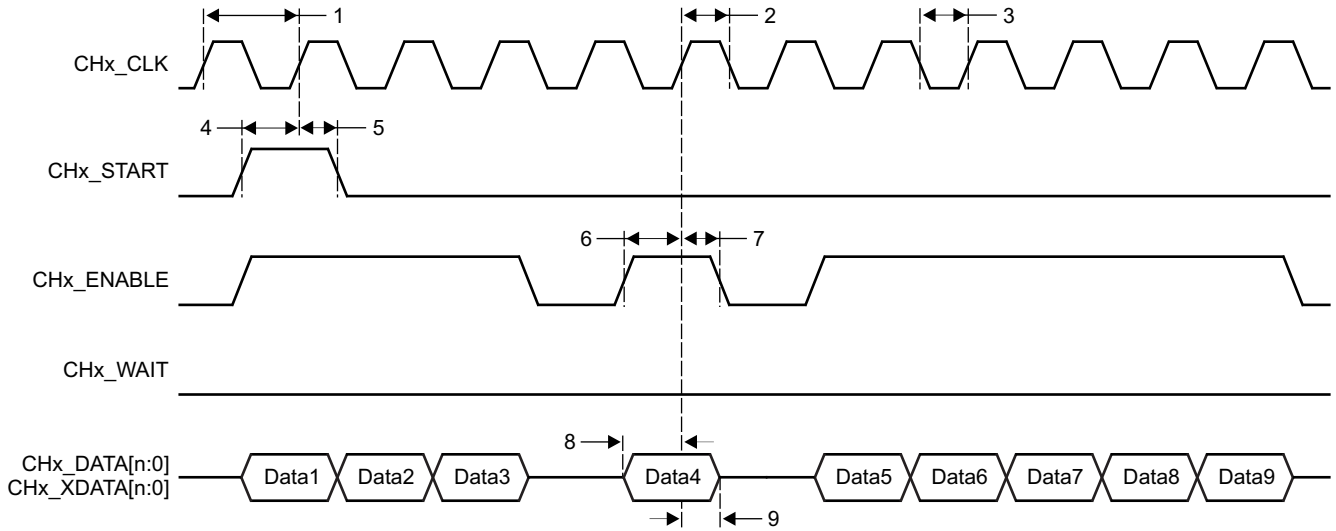 1
2
3
CHx_CLK
4
5
CHx_START
6
7
CHx_ENABLE
CHx_WAIT
8
CHx_DATA[n:0]
CHx_XDATA[n:0]
Data1
Data2
Data3
Data4
Data5
Data6
Data7
Data8
Data9
9